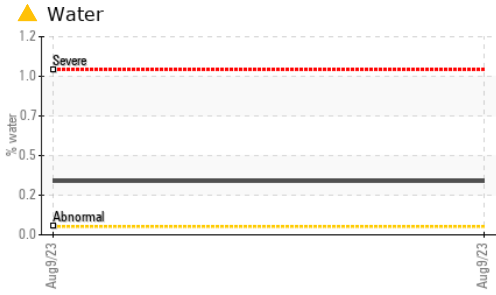 Water
1.2
Severe
1.0
0.7
% water
0.5
0.2
Abnormal
0.0
Aug9/23
Aug9/23